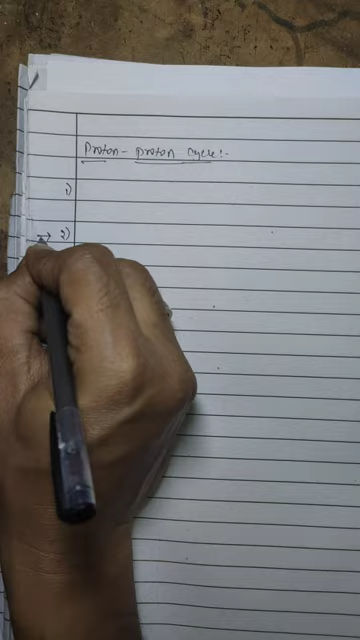 Proton - Proton Cycle :-
1)
→ 2)